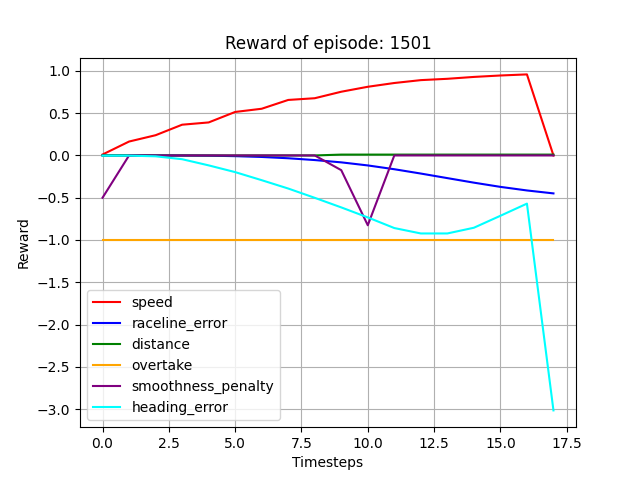 Reward of episode: 1501
1.0
0.5
0.0
−0.5
−1.0
−1.5
−2.0
−2.5
−3.0
Reward
speed
raceline_error
distance
overtake
smoothness_penalty
heading_error
0.0 2.5 5.0 7.5 10.0 12.5 15.0 17.5
Timesteps